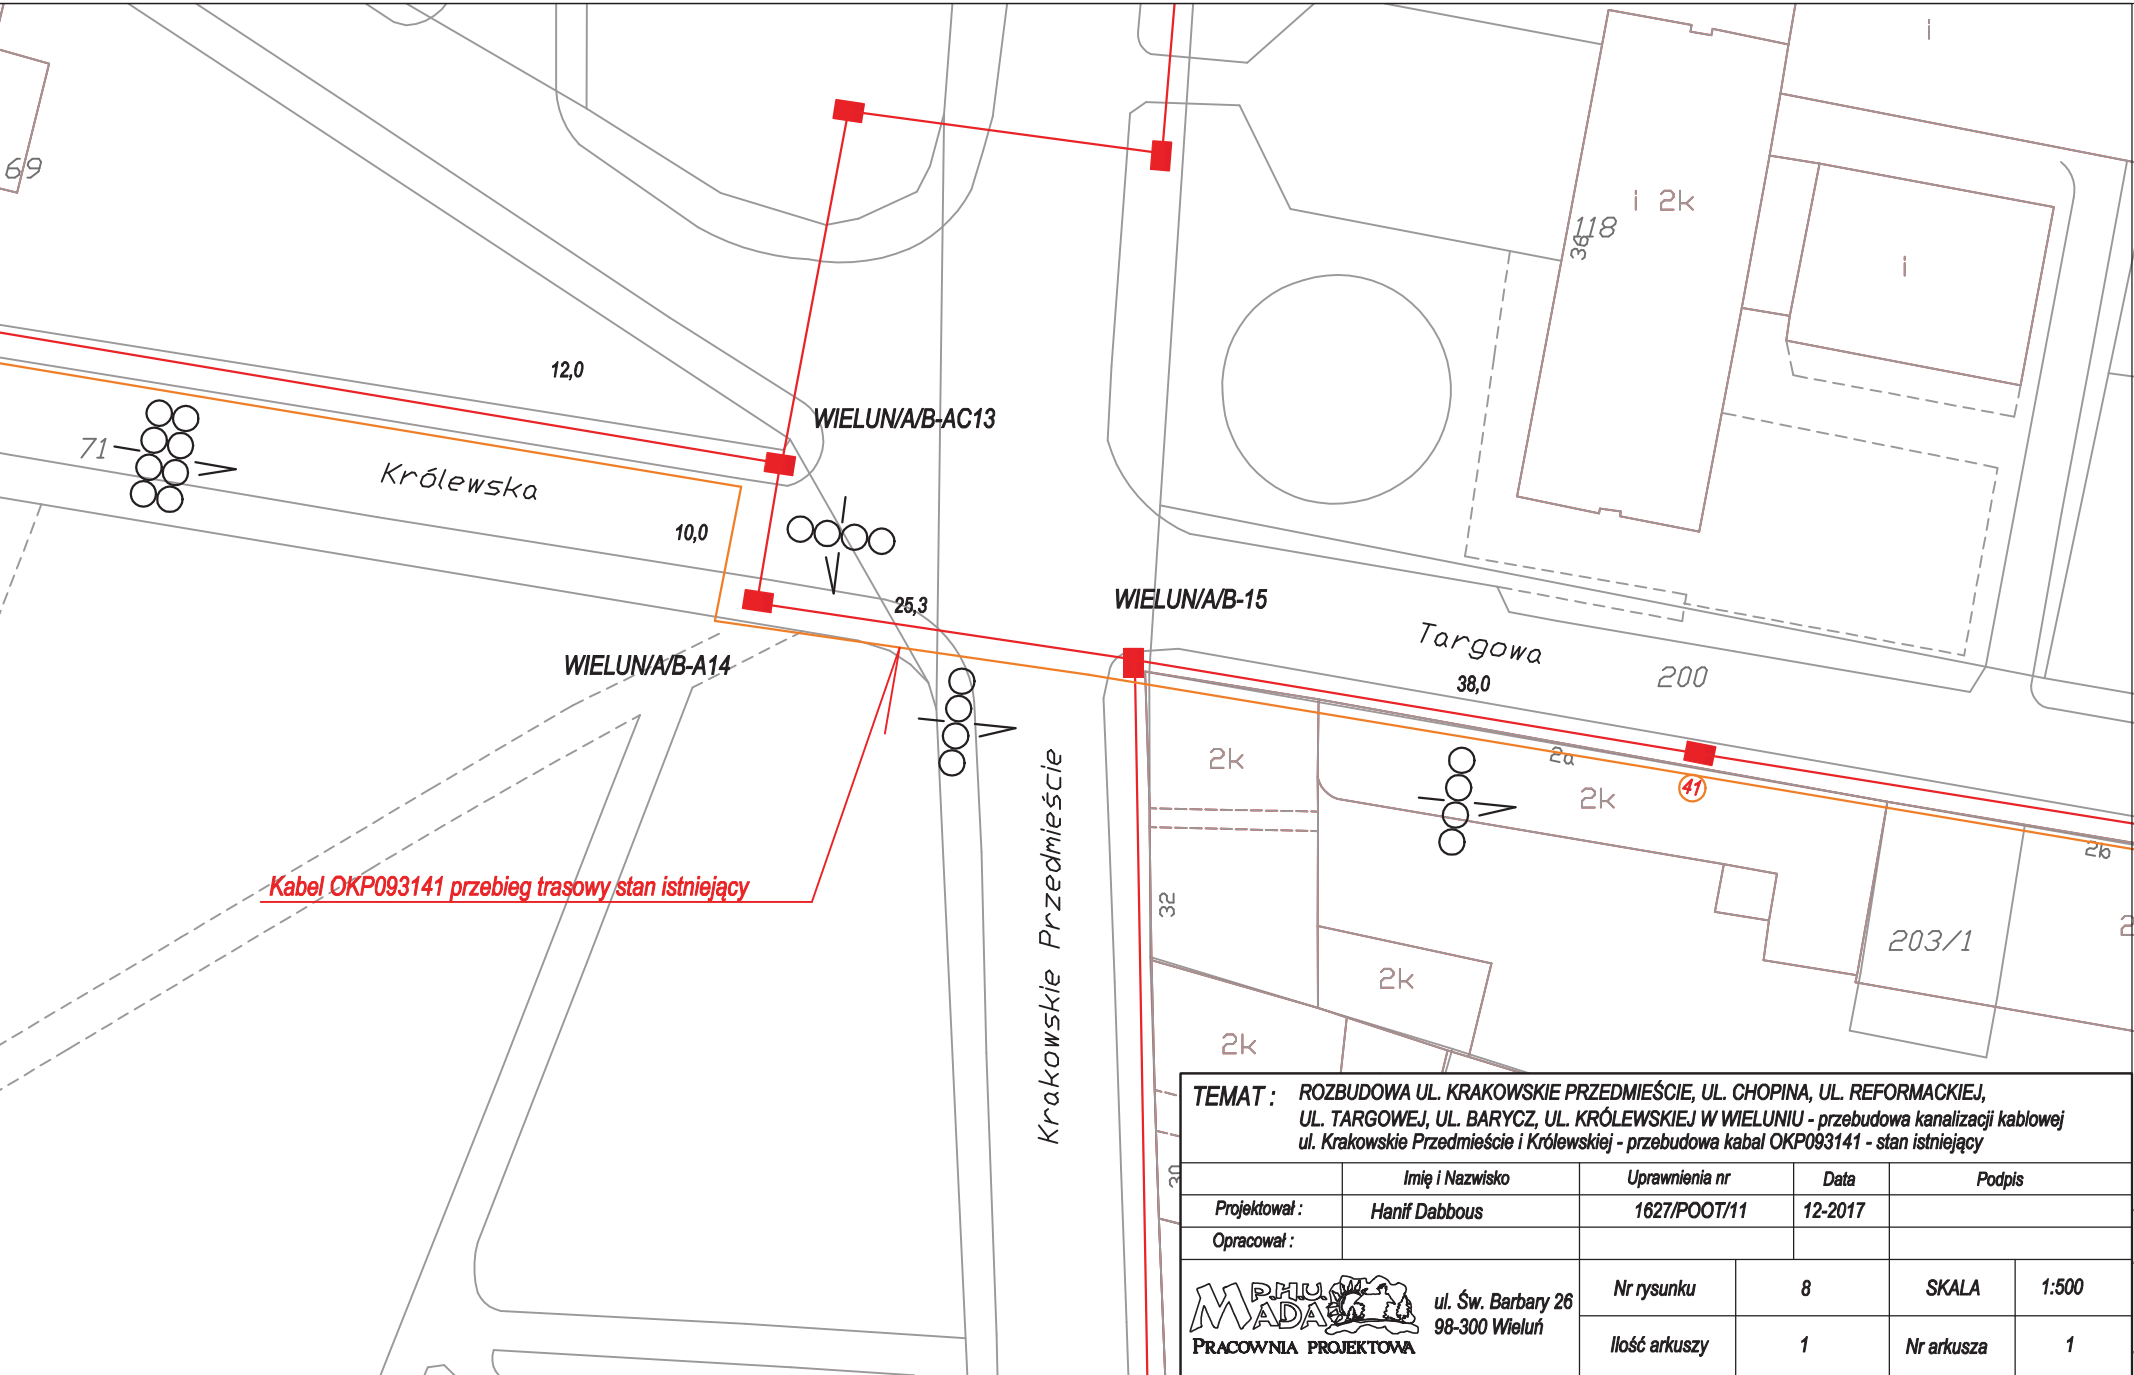 i
69
i 2k
118
36
i
12,0
WIELUN/A/B-AC13
71
Królewska
10,0
25,3
WIELUN/A/B-15
Targowa
WIELUN/A/B-A14
38,0
200
2k
2a
41
2k
2b
Kabel OKP093141 przebieg trasowy stan istniejący
Krakowskie Przedmieście
32
203/1
2
2k
2k
30
TEMAT : ROZBUDOWA UL. KRAKOWSKIE PRZEDMIEŚCIE, UL. CHOPINA, UL. REFORMACKIEJ,
UL. TARGOWEJ, UL. BARYCZ, UL. KRÓLEWSKIEJ W WIELUNIU - przebudowa kanalizacji kablowej
ul. Krakowskie Przedmieście i Królewskiej - przebudowa kabal OKP093141 - stan istniejący
Imię i Nazwisko Uprawnienia nr Data Podpis
Projektował : Hanif Dabbous 1627/POOT/11 12-2017
Opracował :
P.H.U.
MADA
PRACOWNIA PROJEKTOWA
ul. Św. Barbary 26
98-300 Wieluń
Nr rysunku 8 SKALA 1:500
Ilość arkuszy 1 Nr arkusza 1